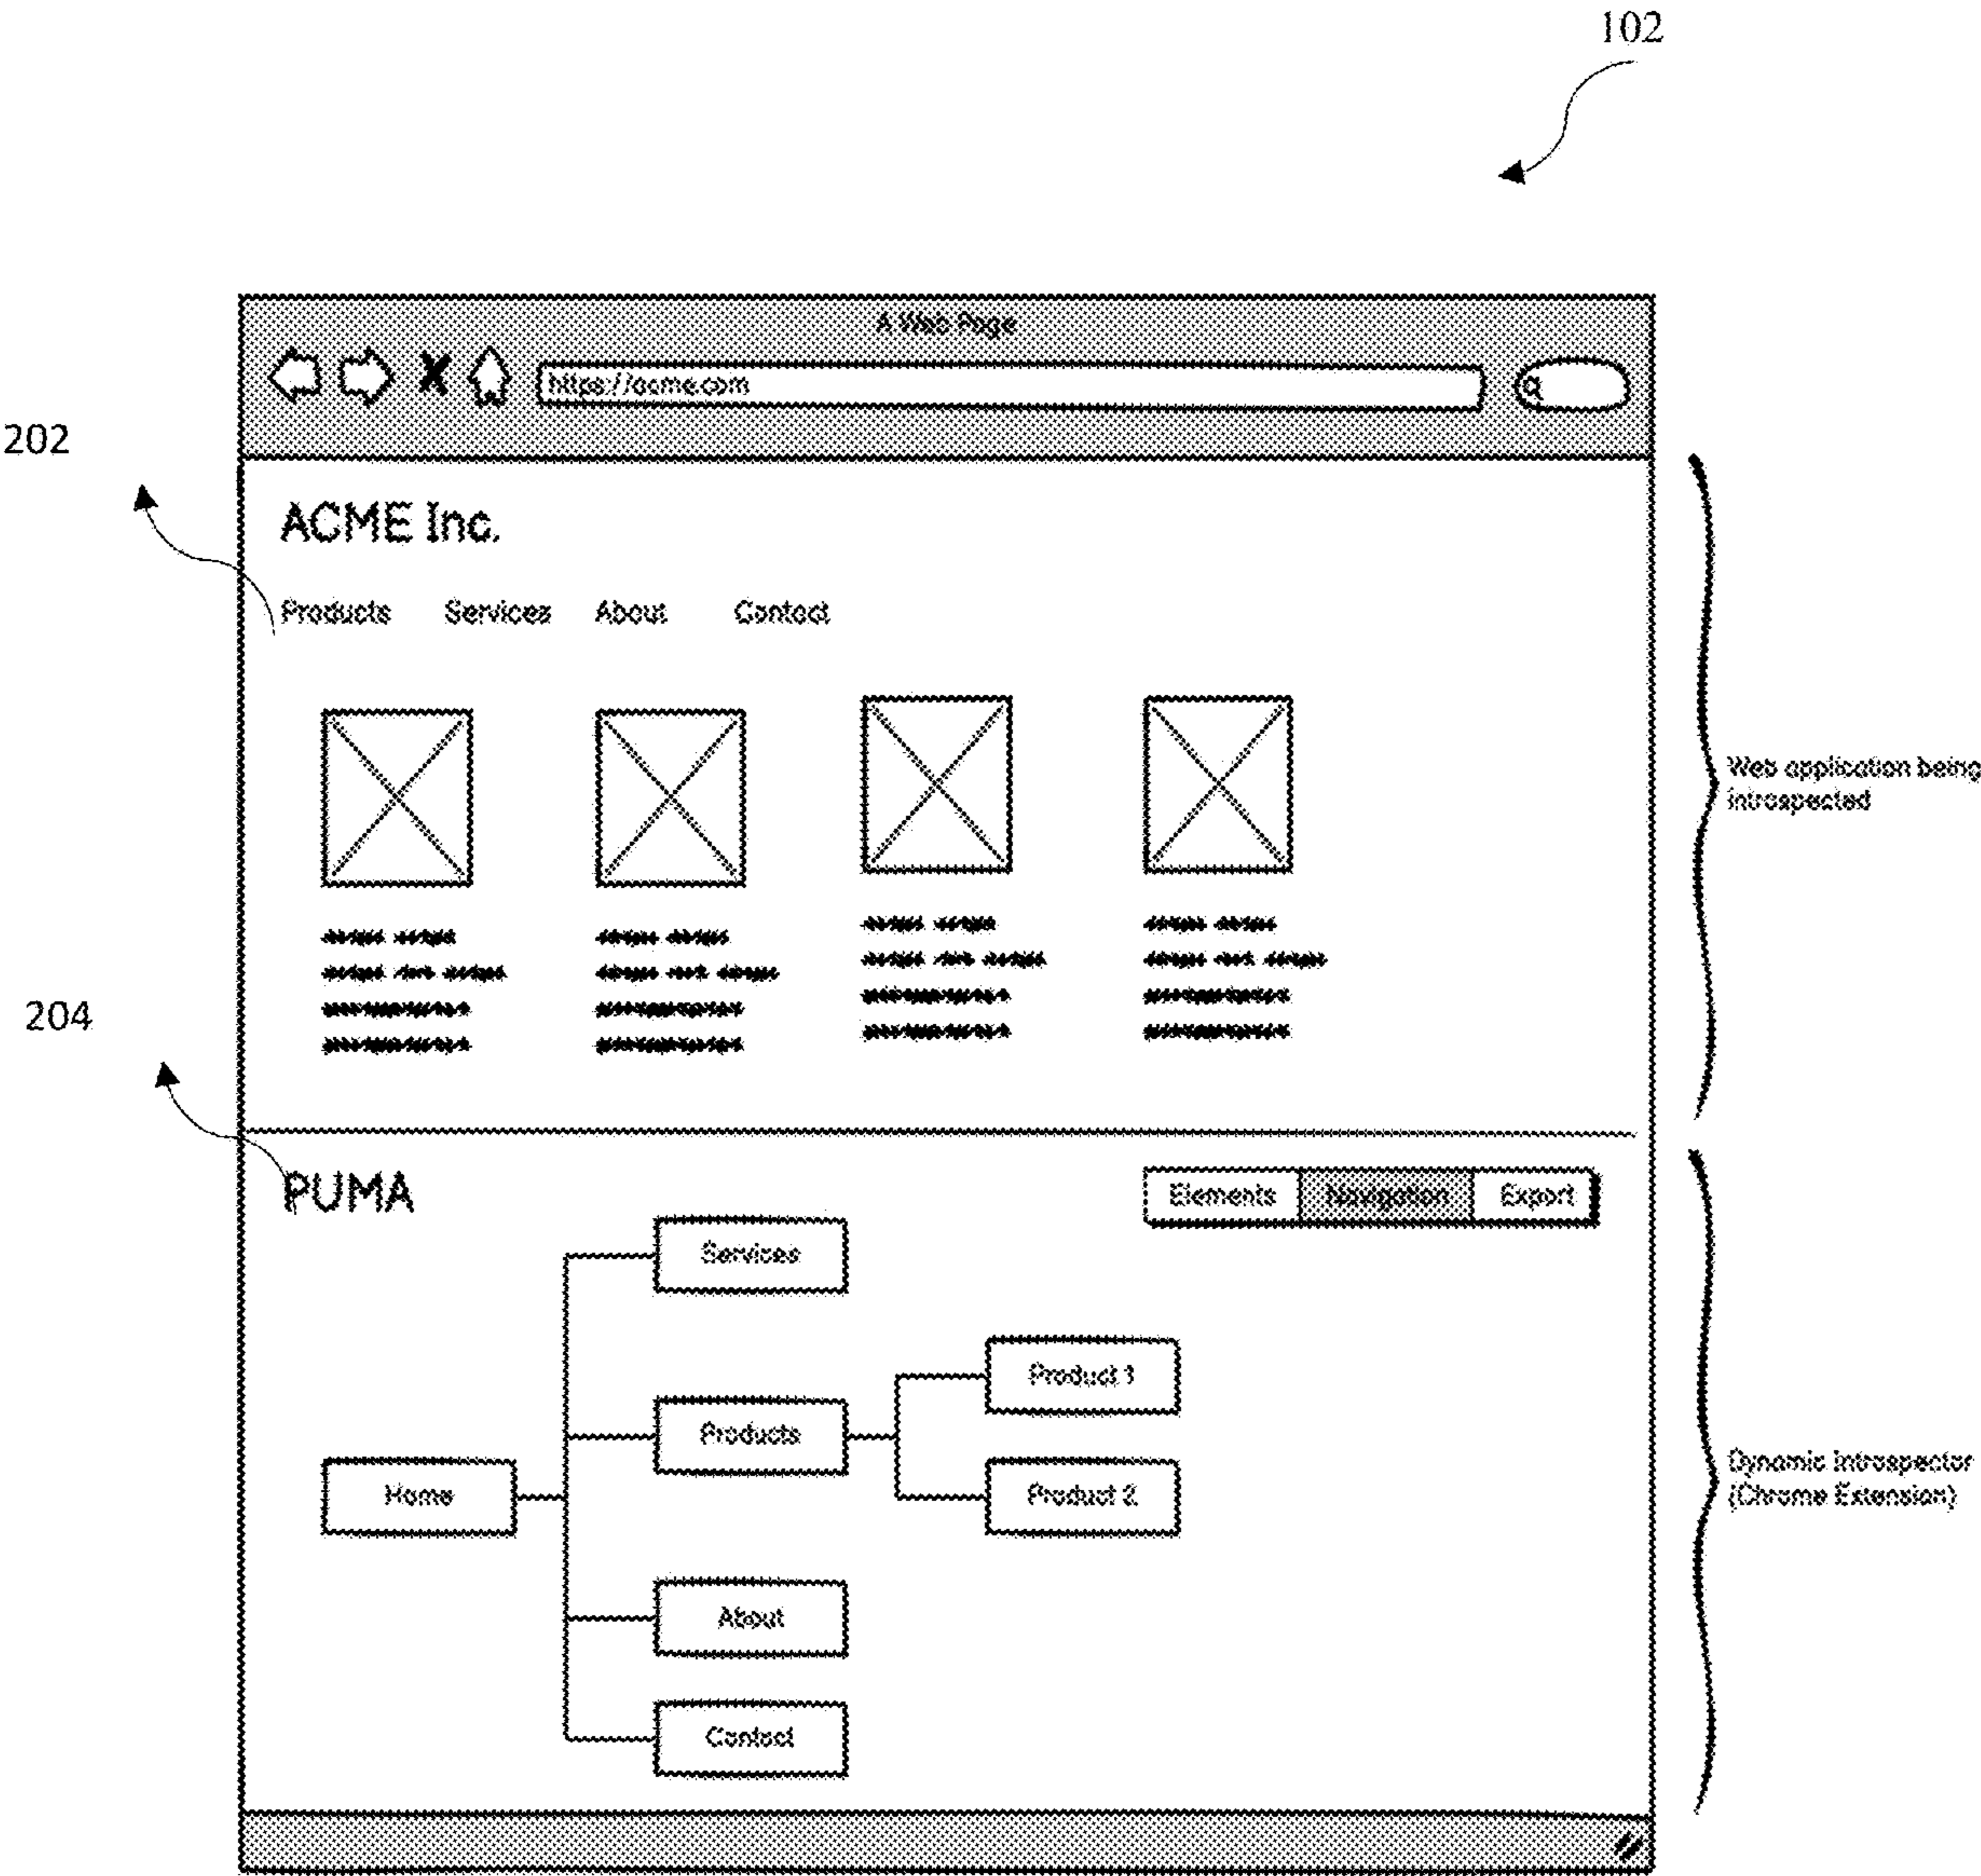 102
A Web Page
https://acme.com
202
ACME Inc.
Products Services About Contact
Web application being
introspected
204
PUMA
Elements Navigation Export
Services
Product 1
Products
Home
Product 2
Dynamic Introspector
(Chrome Extension)
About
Contact